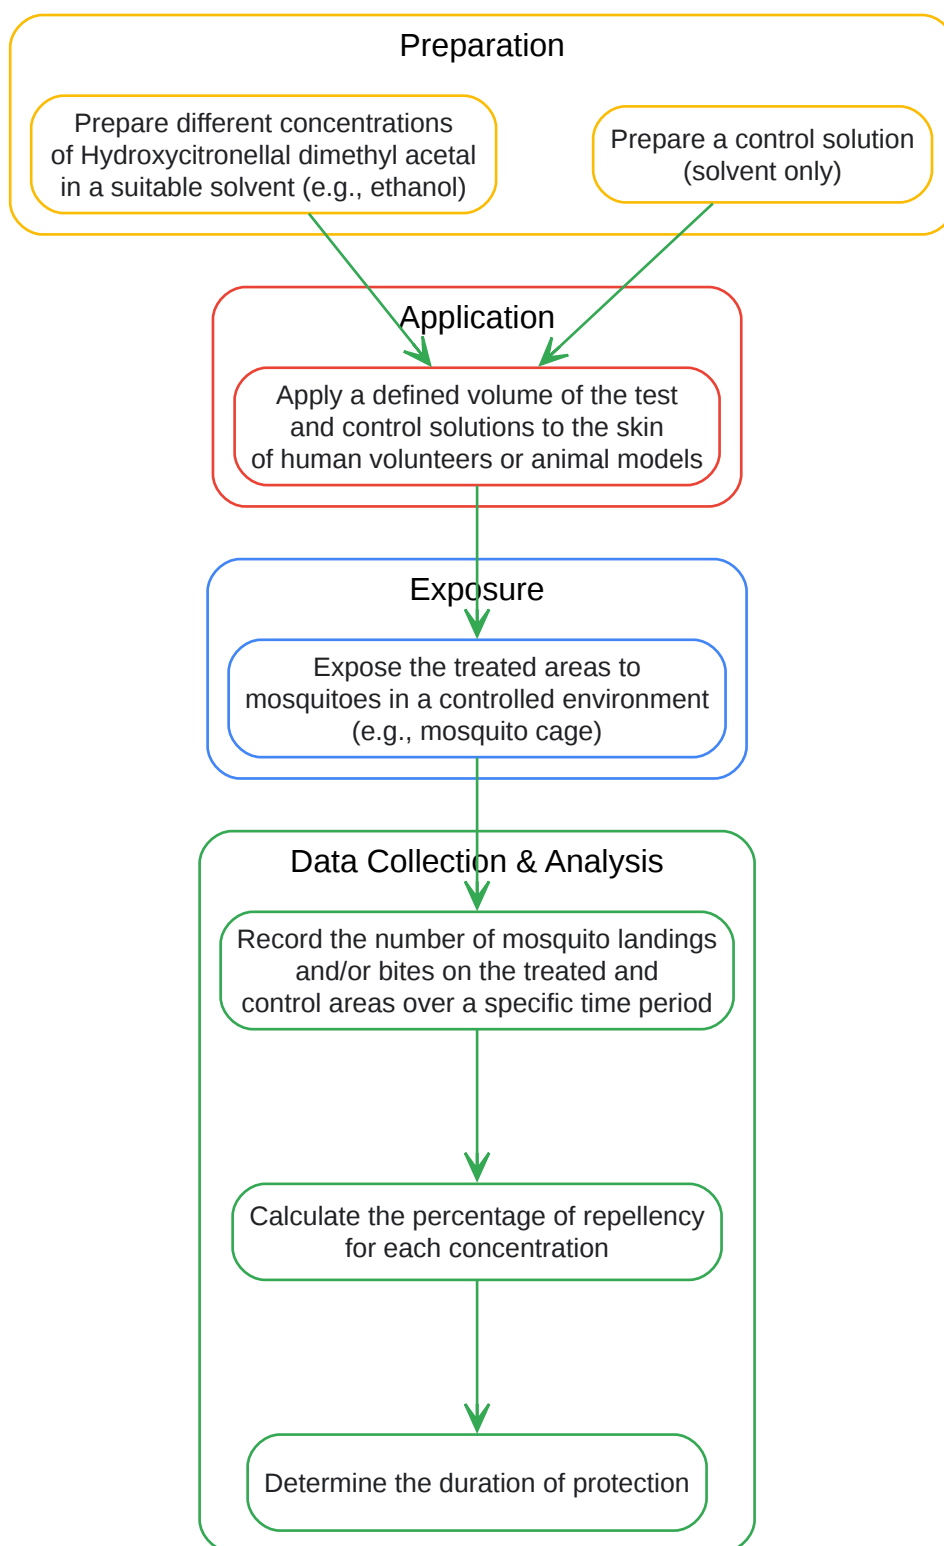 Preparation
Prepare different concentrations
of Hydroxycitronellal dimethyl acetal
in a suitable solvent (e.g., ethanol)
Prepare a control solution
(solvent only)
Application
Apply a defined volume of the test
and control solutions to the skin
of human volunteers or animal models
Exposure
Expose the treated areas to
mosquitoes in a controlled environment
(e.g., mosquito cage)
Data Collection & Analysis
Record the number of mosquito landings
and/or bites on the treated and
control areas over a specific time period
Calculate the percentage of repellency
for each concentration
Determine the duration of protection